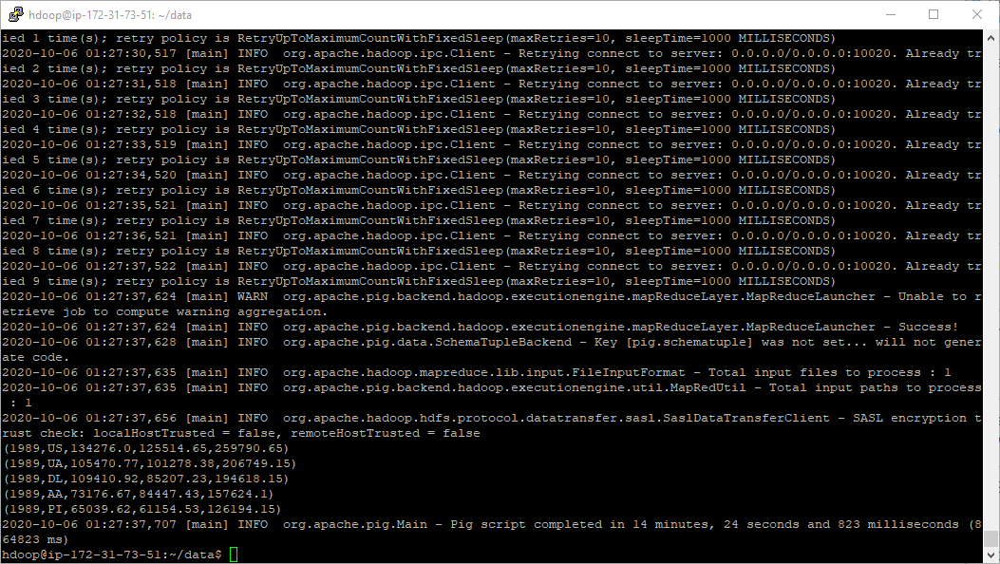 hdoop@ip-172-31-73-51: ~/data
ied 1 time(s); retry policy is RetryUpToMaximumCountWithFixedSleep(maxRetries=10, sleepTime=1000 MILLISECONDS)
2020-10-06 01:27:30,517 [main] INFO  org.apache.hadoop.ipc.Client - Retrying connect to server: 0.0.0.0/0.0.0.0:10020. Already tr
ied 2 time(s); retry policy is RetryUpToMaximumCountWithFixedSleep(maxRetries=10, sleepTime=1000 MILLISECONDS)
2020-10-06 01:27:31,518 [main] INFO  org.apache.hadoop.ipc.Client - Retrying connect to server: 0.0.0.0/0.0.0.0:10020. Already tr
ied 3 time(s); retry policy is RetryUpToMaximumCountWithFixedSleep(maxRetries=10, sleepTime=1000 MILLISECONDS)
2020-10-06 01:27:32,518 [main] INFO  org.apache.hadoop.ipc.Client - Retrying connect to server: 0.0.0.0/0.0.0.0:10020. Already tr
ied 4 time(s); retry policy is RetryUpToMaximumCountWithFixedSleep(maxRetries=10, sleepTime=1000 MILLISECONDS)
2020-10-06 01:27:33,519 [main] INFO  org.apache.hadoop.ipc.Client - Retrying connect to server: 0.0.0.0/0.0.0.0:10020. Already tr
ied 5 time(s); retry policy is RetryUpToMaximumCountWithFixedSleep(maxRetries=10, sleepTime=1000 MILLISECONDS)
2020-10-06 01:27:34,520 [main] INFO  org.apache.hadoop.ipc.Client - Retrying connect to server: 0.0.0.0/0.0.0.0:10020. Already tr
ied 6 time(s); retry policy is RetryUpToMaximumCountWithFixedSleep(maxRetries=10, sleepTime=1000 MILLISECONDS)
2020-10-06 01:27:35,521 [main] INFO  org.apache.hadoop.ipc.Client - Retrying connect to server: 0.0.0.0/0.0.0.0:10020. Already tr
ied 7 time(s); retry policy is RetryUpToMaximumCountWithFixedSleep(maxRetries=10, sleepTime=1000 MILLISECONDS)
2020-10-06 01:27:36,521 [main] INFO  org.apache.hadoop.ipc.Client - Retrying connect to server: 0.0.0.0/0.0.0.0:10020. Already tr
ied 8 time(s); retry policy is RetryUpToMaximumCountWithFixedSleep(maxRetries=10, sleepTime=1000 MILLISECONDS)
2020-10-06 01:27:37,522 [main] INFO  org.apache.hadoop.ipc.Client - Retrying connect to server: 0.0.0.0/0.0.0.0:10020. Already tr
ied 9 time(s); retry policy is RetryUpToMaximumCountWithFixedSleep(maxRetries=10, sleepTime=1000 MILLISECONDS)
2020-10-06 01:27:37,624 [main] WARN  org.apache.pig.backend.hadoop.executionengine.mapReduceLayer.MapReduceLauncher - Unable to r
etrieve job to compute warning aggregation.
2020-10-06 01:27:37,624 [main] INFO  org.apache.pig.backend.hadoop.executionengine.mapReduceLayer.MapReduceLauncher - Success!
2020-10-06 01:27:37,628 [main] INFO  org.apache.pig.data.SchemaTupleBackend - Key [pig.schematuple] was not set... will not gener
ate code.
2020-10-06 01:27:37,635 [main] INFO  org.apache.hadoop.mapreduce.lib.input.FileInputFormat - Total input files to process : 1
2020-10-06 01:27:37,635 [main] INFO  org.apache.pig.backend.hadoop.executionengine.util.MapRedUtil - Total input paths to process
 : 1
2020-10-06 01:27:37,656 [main] INFO  org.apache.hadoop.hdfs.protocol.datatransfer.sasl.SaslDataTransferClient - SASL encryption t
rust check: localHostTrusted = false, remoteHostTrusted = false
(1989,US,134276.0,125514.65,259790.65)
(1989,UA,105470.77,101278.38,206749.15)
(1989,DL,109410.92,85207.23,194618.15)
(1989,AA,73176.67,84447.43,157624.1)
(1989,PI,65039.62,61154.53,126194.15)
2020-10-06 01:27:37,707 [main] INFO  org.apache.pig.Main - Pig script completed in 14 minutes, 24 seconds and 823 milliseconds (8
64823 ms)
hdoop@ip-172-31-73-51:~/data$